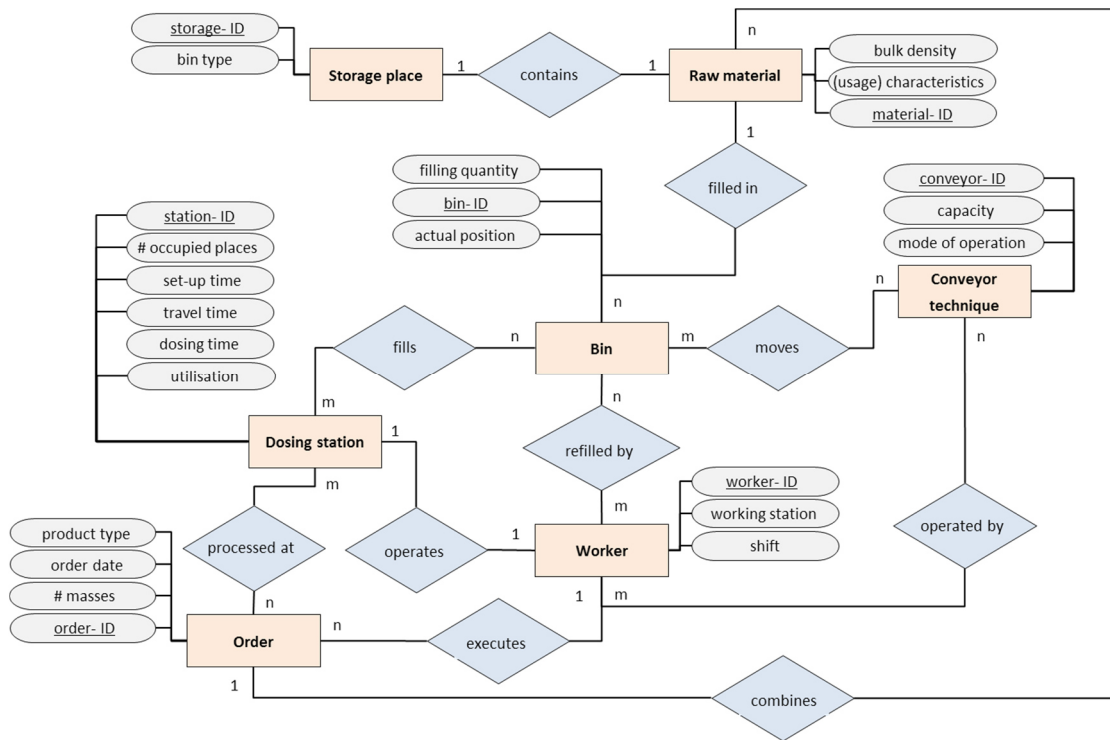 storage- ID
bin type
Storage place
1
contains
1
Raw material
n
bulk density
(usage) characteristics
material- ID
1
filled in
filling quantity
bin- ID
actual position
conveyor- ID
capacity
mode of operation
station- ID
# occupied places
set-up time
travel time
dosing time
utilisation
n
Conveyor
technique
n
fills
n
Bin
m
moves
n
m
n
Dosing station
1
refilled by
m
m
worker- ID
working station
shift
product type
order date
# masses
order- ID
processed at
operates
1
Worker
operated by
n
1
m
Order
n
executes
1
combines